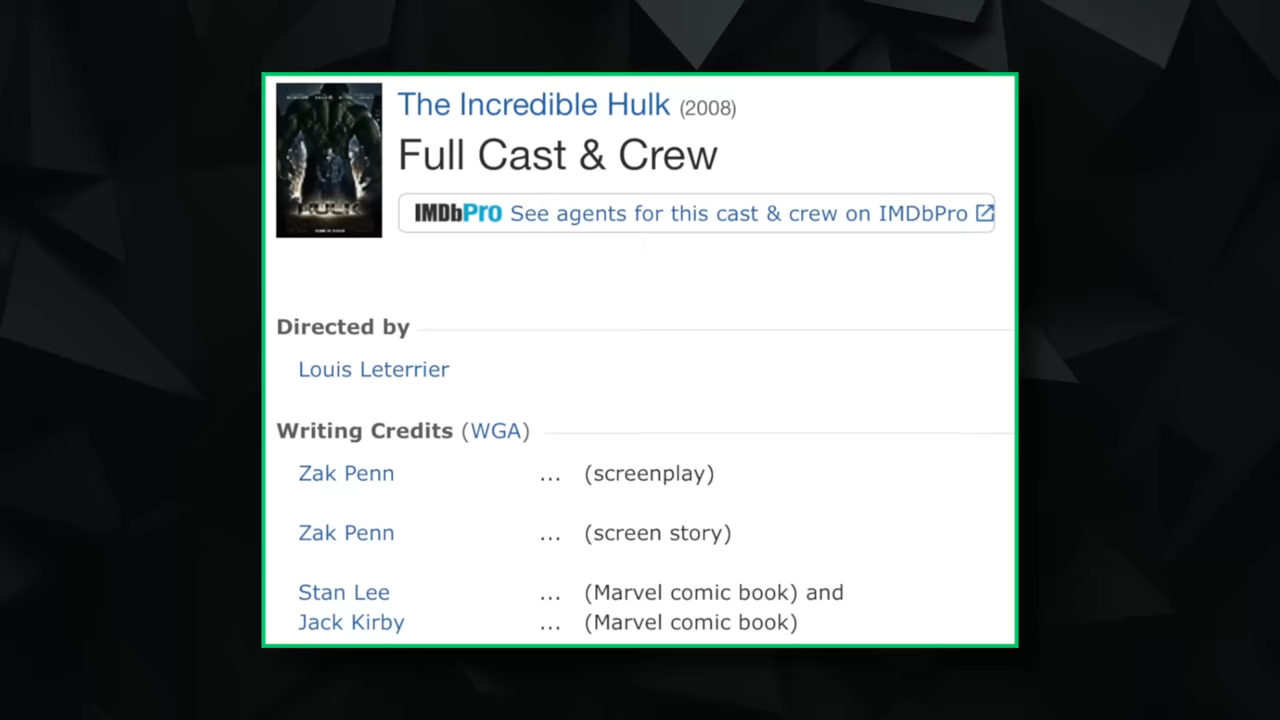 The Incredible Hulk (2008)
Full Cast & Crew
IMDbPro See agents for this cast & crew on IMDbPro
HULK
Directed by
Louis Leterrier
Writing Credits (WGA)
Zak Penn ... (screenplay)
Zak Penn ... (screen story)
Stan Lee ... (Marvel comic book) and
Jack Kirby ... (Marvel comic book)